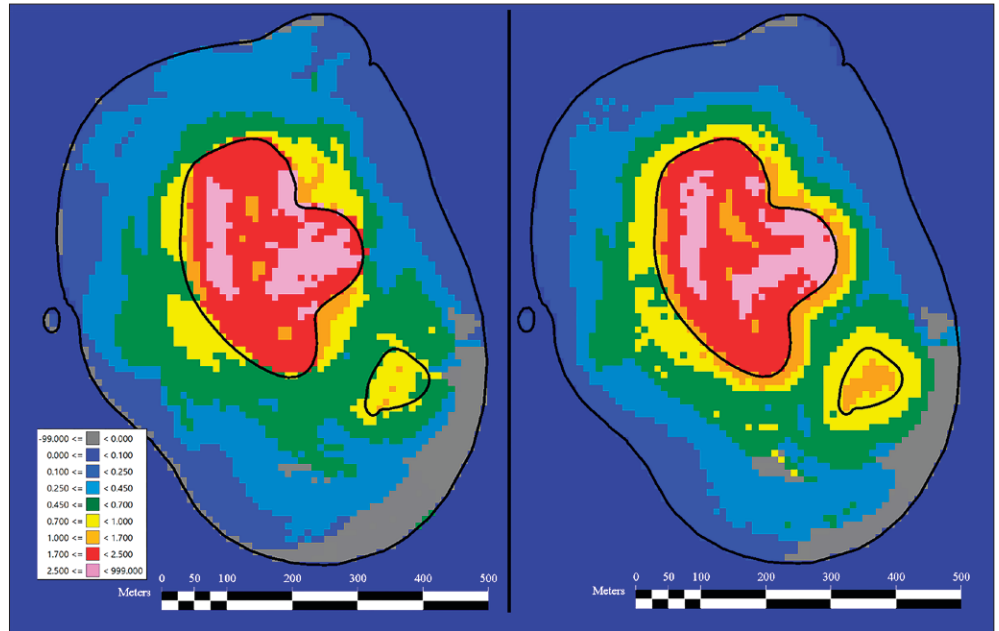 -99.000 <= < 0.000
0.000 <= < 0.100
0.100 <= < 0.250
0.250 <= < 0.450
0.450 <= < 0.700
0.700 <= < 1.000
1.000 <= < 1.700
1.700 <= < 2.500
2.500 <= < 999.000
0 50 100 200 300 400 500
Meters
0 50 100 200 300 400 500
Meters